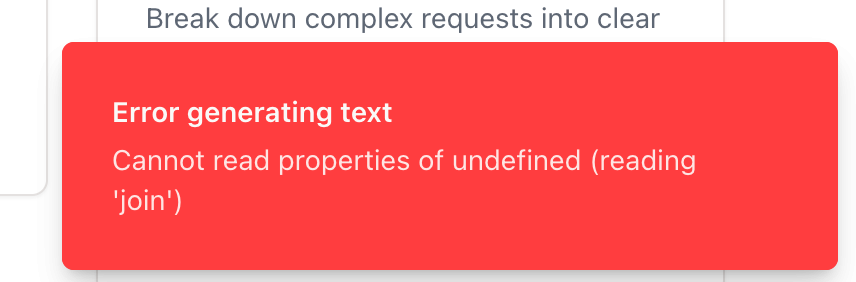 Break down complex requests into clear
Error generating text
Cannot read properties of undefined (reading
'join')